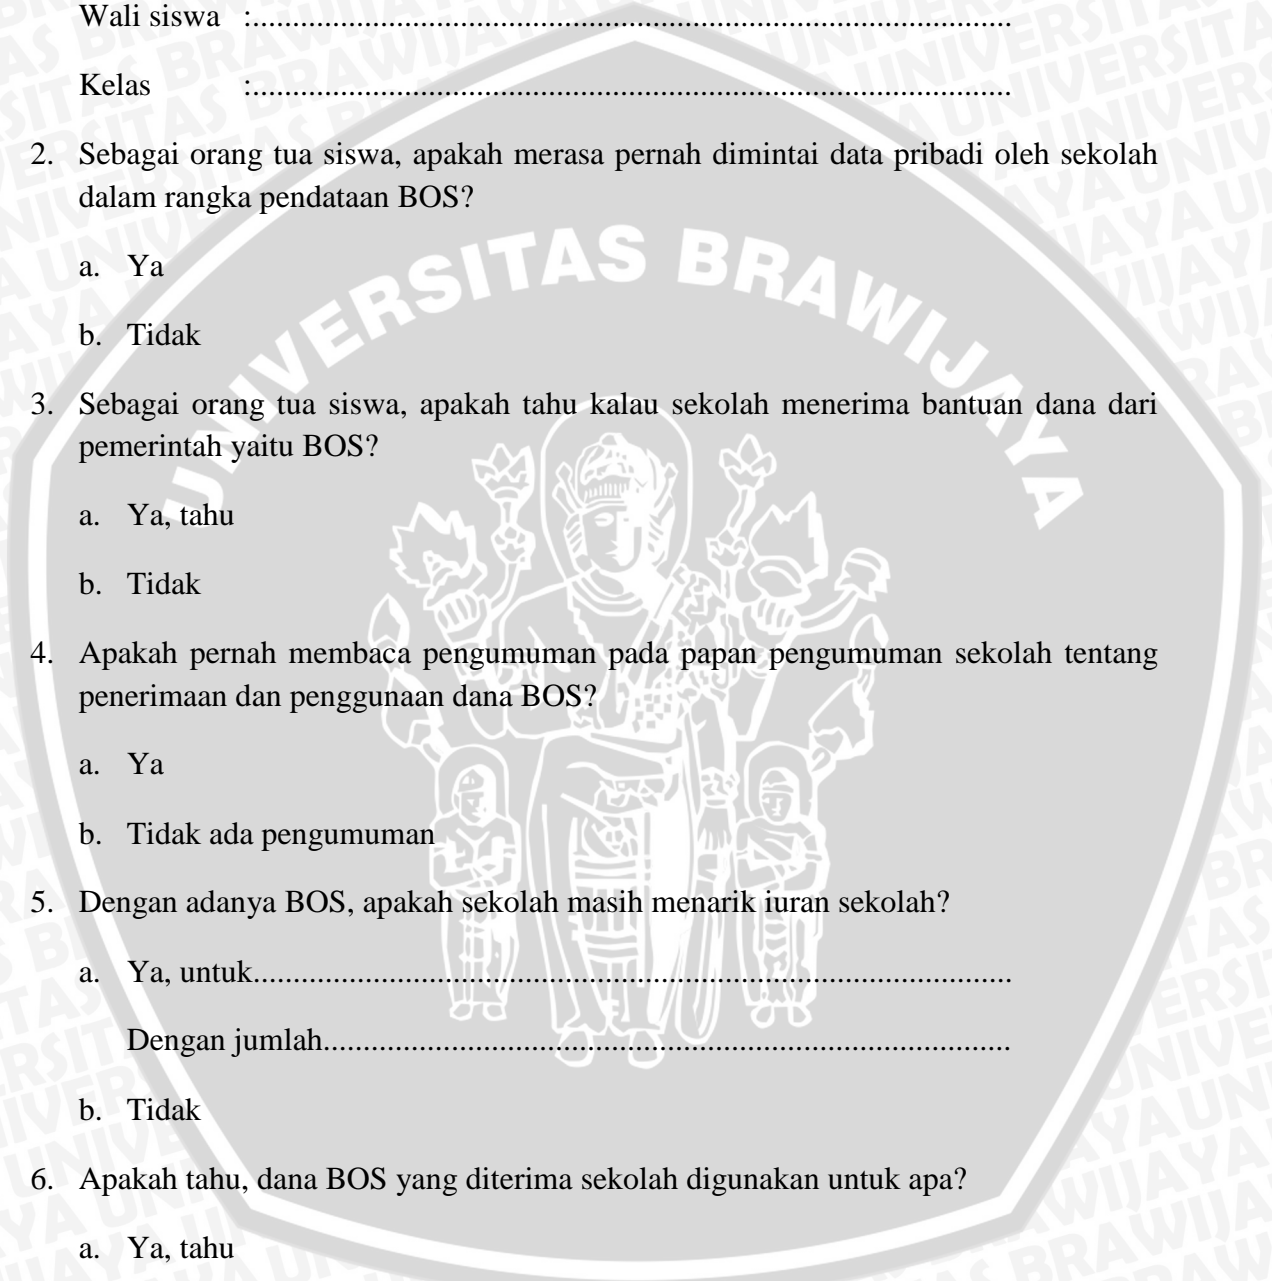 Wali siswa :...............................................................................................
Kelas :...............................................................................................
2. Sebagai orang tua siswa, apakah merasa pernah dimintai data pribadi oleh sekolah
dalam rangka pendataan BOS?
a. Ya
b. Tidak
3. Sebagai orang tua siswa, apakah tahu kalau sekolah menerima bantuan dana dari
pemerintah yaitu BOS?
a. Ya, tahu
b. Tidak
4. Apakah pernah membaca pengumuman pada papan pengumuman sekolah tentang
penerimaan dan penggunaan dana BOS?
a. Ya
b. Tidak ada pengumuman
5. Dengan adanya BOS, apakah sekolah masih menarik iuran sekolah?
a. Ya, untuk...............................................................................................
Dengan jumlah......................................................................................
b. Tidak
6. Apakah tahu, dana BOS yang diterima sekolah digunakan untuk apa?
a. Ya, tahu
UNIVERSITAS BRAWIJAYA